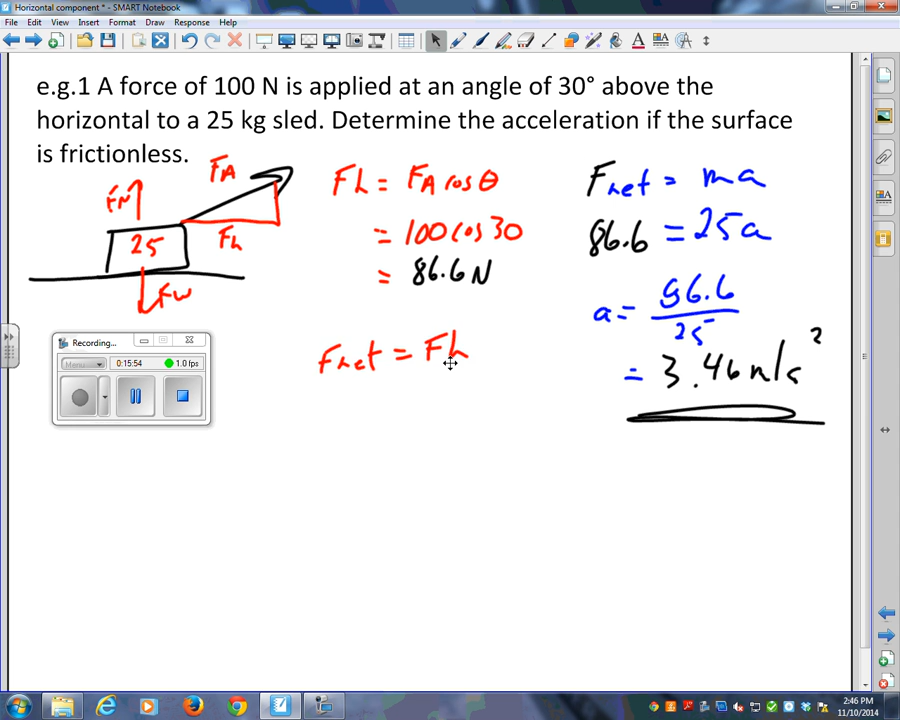 Horizontal component * - SMART Notebook
File Edit View Insert Format Draw Response Help
e.g.1 A force of 100 N is applied at an angle of 30° above the
horizontal to a 25 kg sled. Determine the acceleration if the surface
is frictionless.
FA
FN
25
Fh
Fw
Fh = FA cos θ
= 100 cos 30
= 86.6 N
Fnet = Fh
Fnet = ma
86.6 = 25a
a = 86.6
25
= 3.46 m/s²
Recording...
Menu
0:15:54
1.0 fps
2:46 PM
11/10/2014